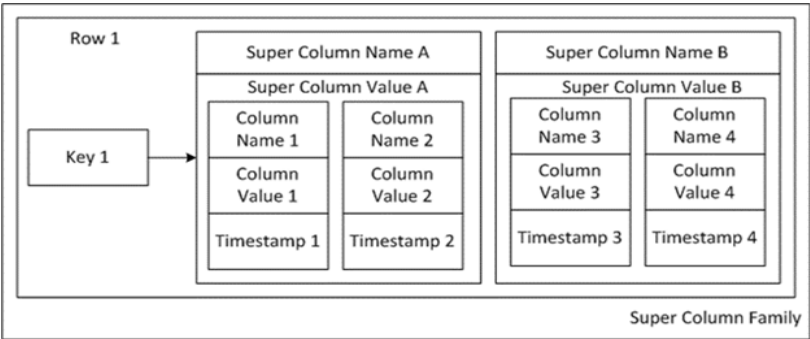 Row 1
Key 1
Super Column Name A
Super Column Value A
Column
Name 1
Column
Value 1
Timestamp 1
Column
Name 2
Column
Value 2
Timestamp 2
Super Column Name B
Super Column Value B
Column
Name 3
Column
Value 3
Timestamp 3
Column
Name 4
Column
Value 4
Timestamp 4
Super Column Family